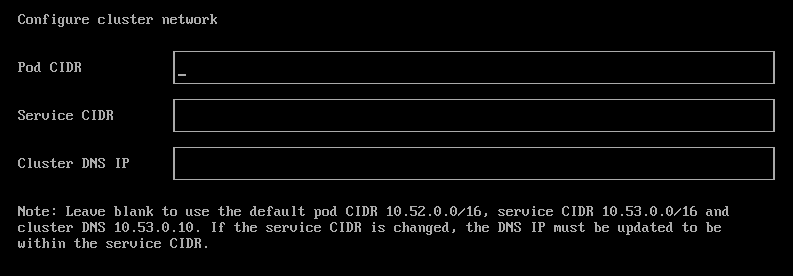 Configure cluster network
Pod CIDR
Service CIDR
Cluster DNS IP
Note: Leave blank to use the default pod CIDR 10.52.0.0/16, service CIDR 10.53.0.0/16 and
cluster DNS 10.53.0.10. If the service CIDR is changed, the DNS IP must be updated to be
within the service CIDR.